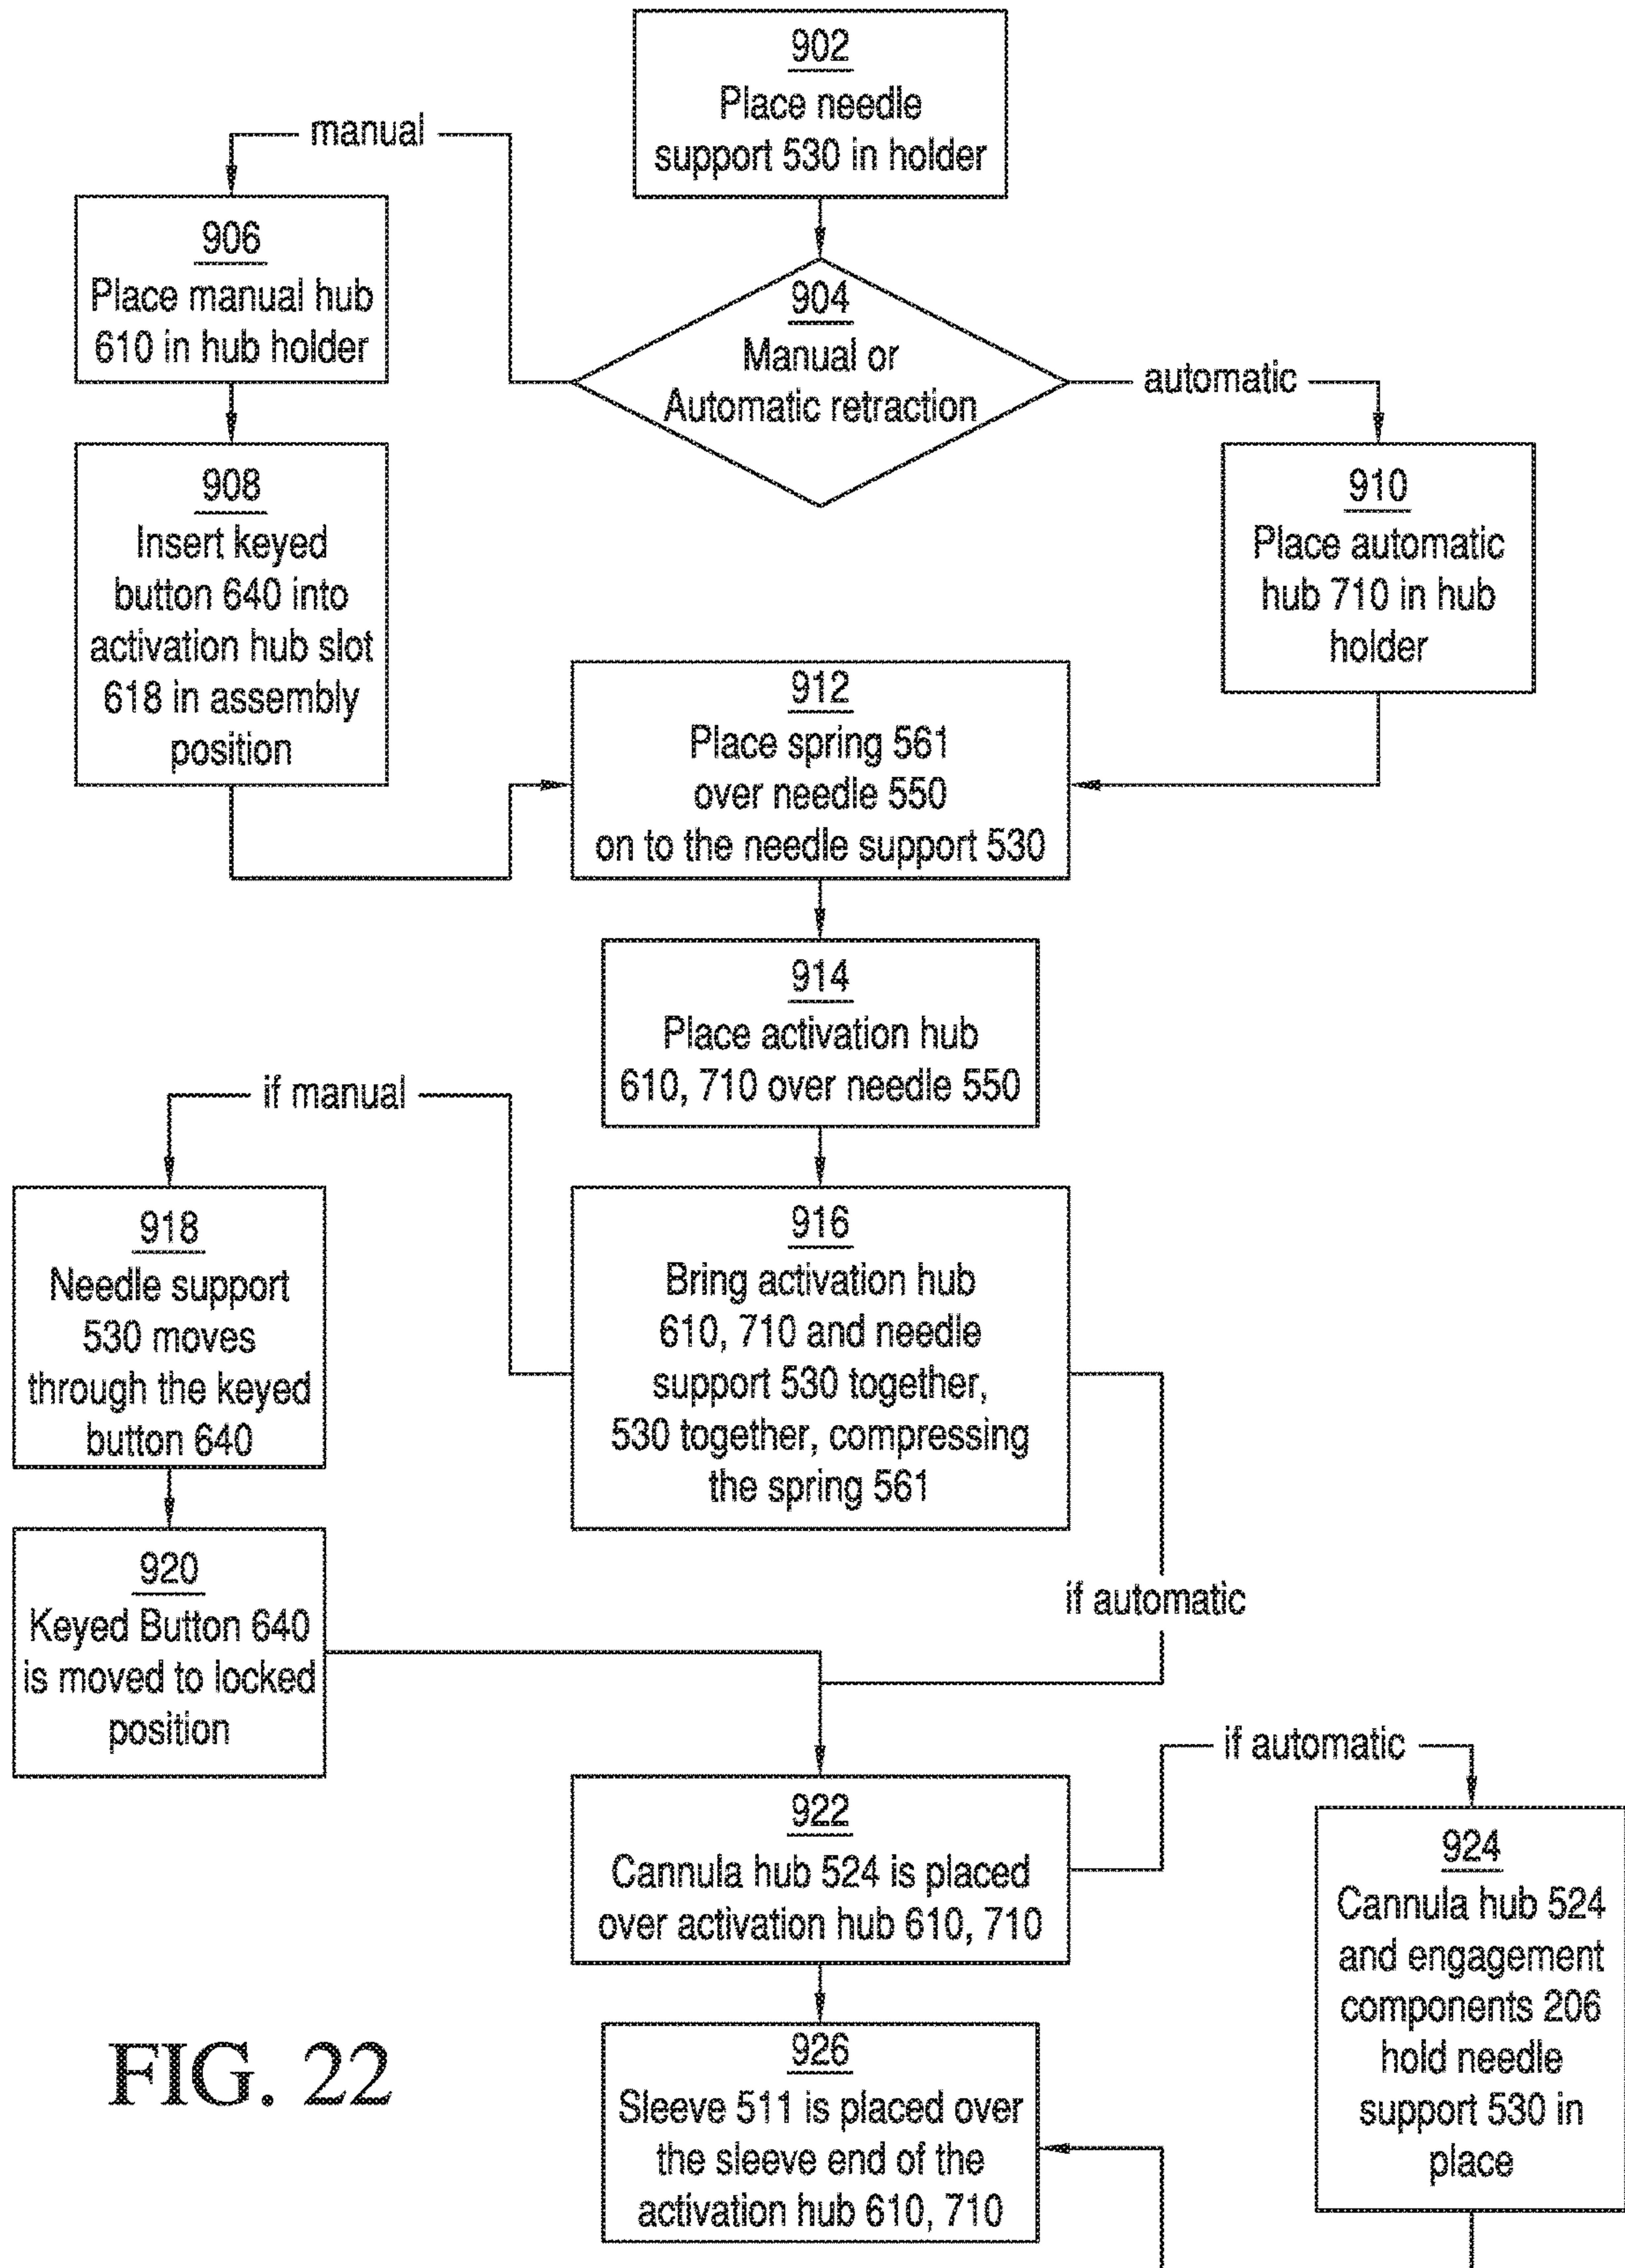 902
Place needle
support 530 in holder
manual
906
Place manual hub
610 in hub holder
904
Manual or
Automatic retraction
automatic
908
Insert keyed
button 640 into
activation hub slot
618 in assembly
position
910
Place automatic
hub 710 in hub
holder
912
Place spring 561
over needle 550
on to the needle support 530
914
Place activation hub
610, 710 over needle 550
if manual
918
Needle support
530 moves
through the keyed
button 640
916
Bring activation hub
610, 710 and needle
support 530 together,
530 together, compressing
the spring 561
920
Keyed Button 640
is moved to locked
position
if automatic
922
Cannula hub 524 is placed
over activation hub 610, 710
if automatic
924
Cannula hub 524
and engagement
components 206
hold needle
support 530 in
place
926
Sleeve 511 is placed over
the sleeve end of the
activation hub 610, 710
FIG. 22